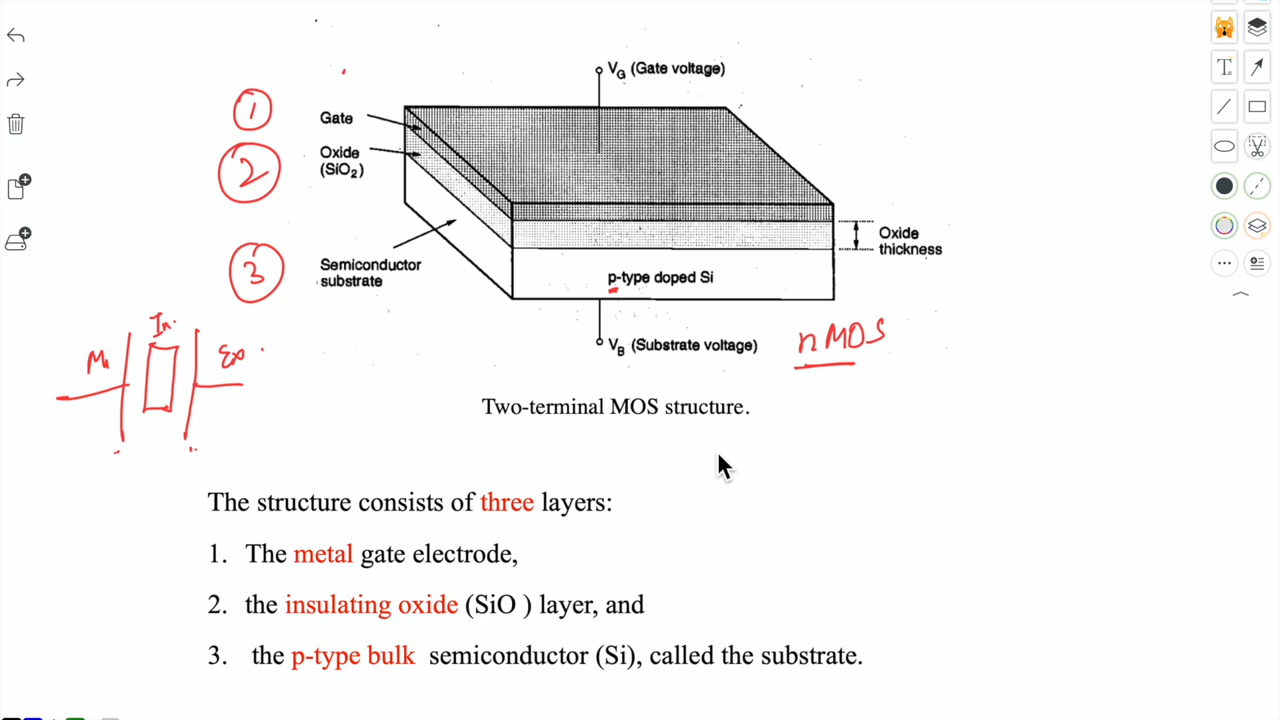 V_G (Gate voltage)
① Gate
② Oxide
(SiO₂)
Oxide
thickness
③ Semiconductor
substrate
p-type doped Si
V_B (Substrate voltage)
nMOS
In.
M
Two-terminal MOS structure.
The structure consists of three layers:
1. The metal gate electrode,
2. the insulating oxide (SiO ) layer, and
3. the p-type bulk semiconductor (Si), called the substrate.